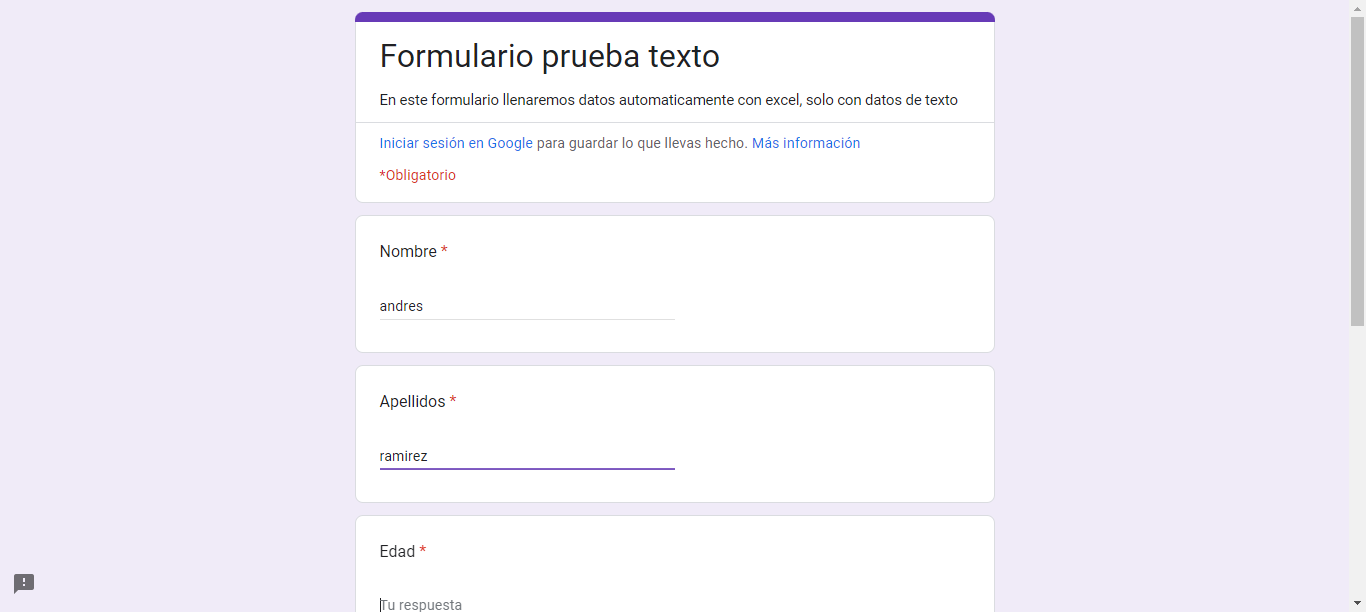 Formulario prueba texto
En este formulario llenaremos datos automaticamente con excel, solo con datos de texto
Iniciar sesión en Google para guardar lo que llevas hecho. Más información
*Obligatorio
Nombre *
andres
Apellidos *
ramirez
Edad *
Tu respuesta